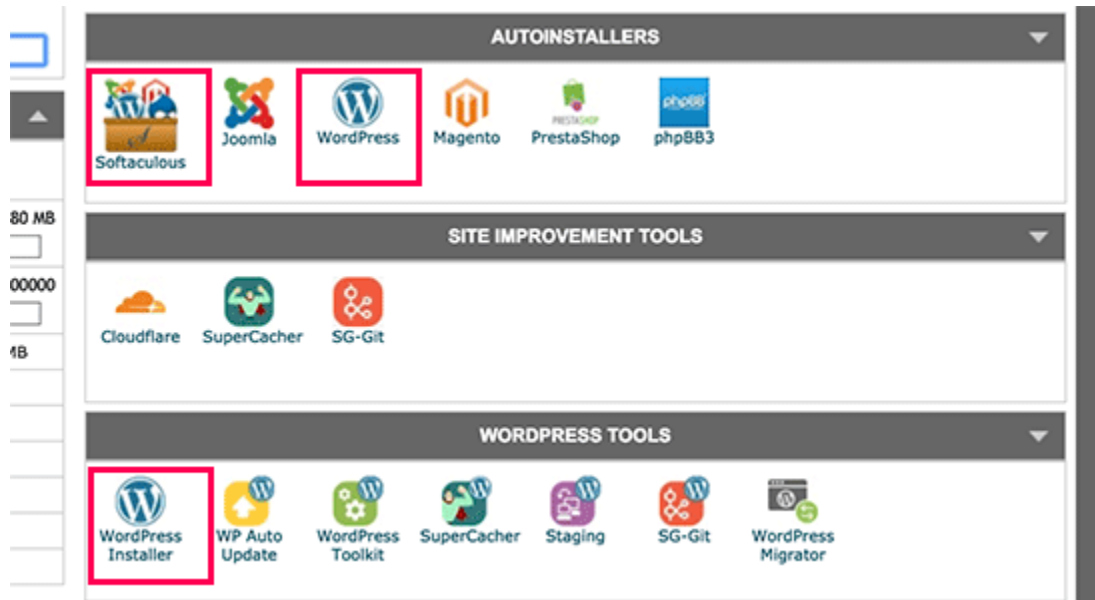 AUTOINSTALLERS
Softaculous
Joomla
WordPress
Magento
PRESTASHOP
PrestaShop
phpBB
phpBB3
80 MB
00000
MB
SITE IMPROVEMENT TOOLS
Cloudflare
SuperCacher
SG-Git
WORDPRESS TOOLS
WordPress
Installer
WP Auto
Update
WordPress
Toolkit
SuperCacher
Staging
SG-Git
WordPress
Migrator